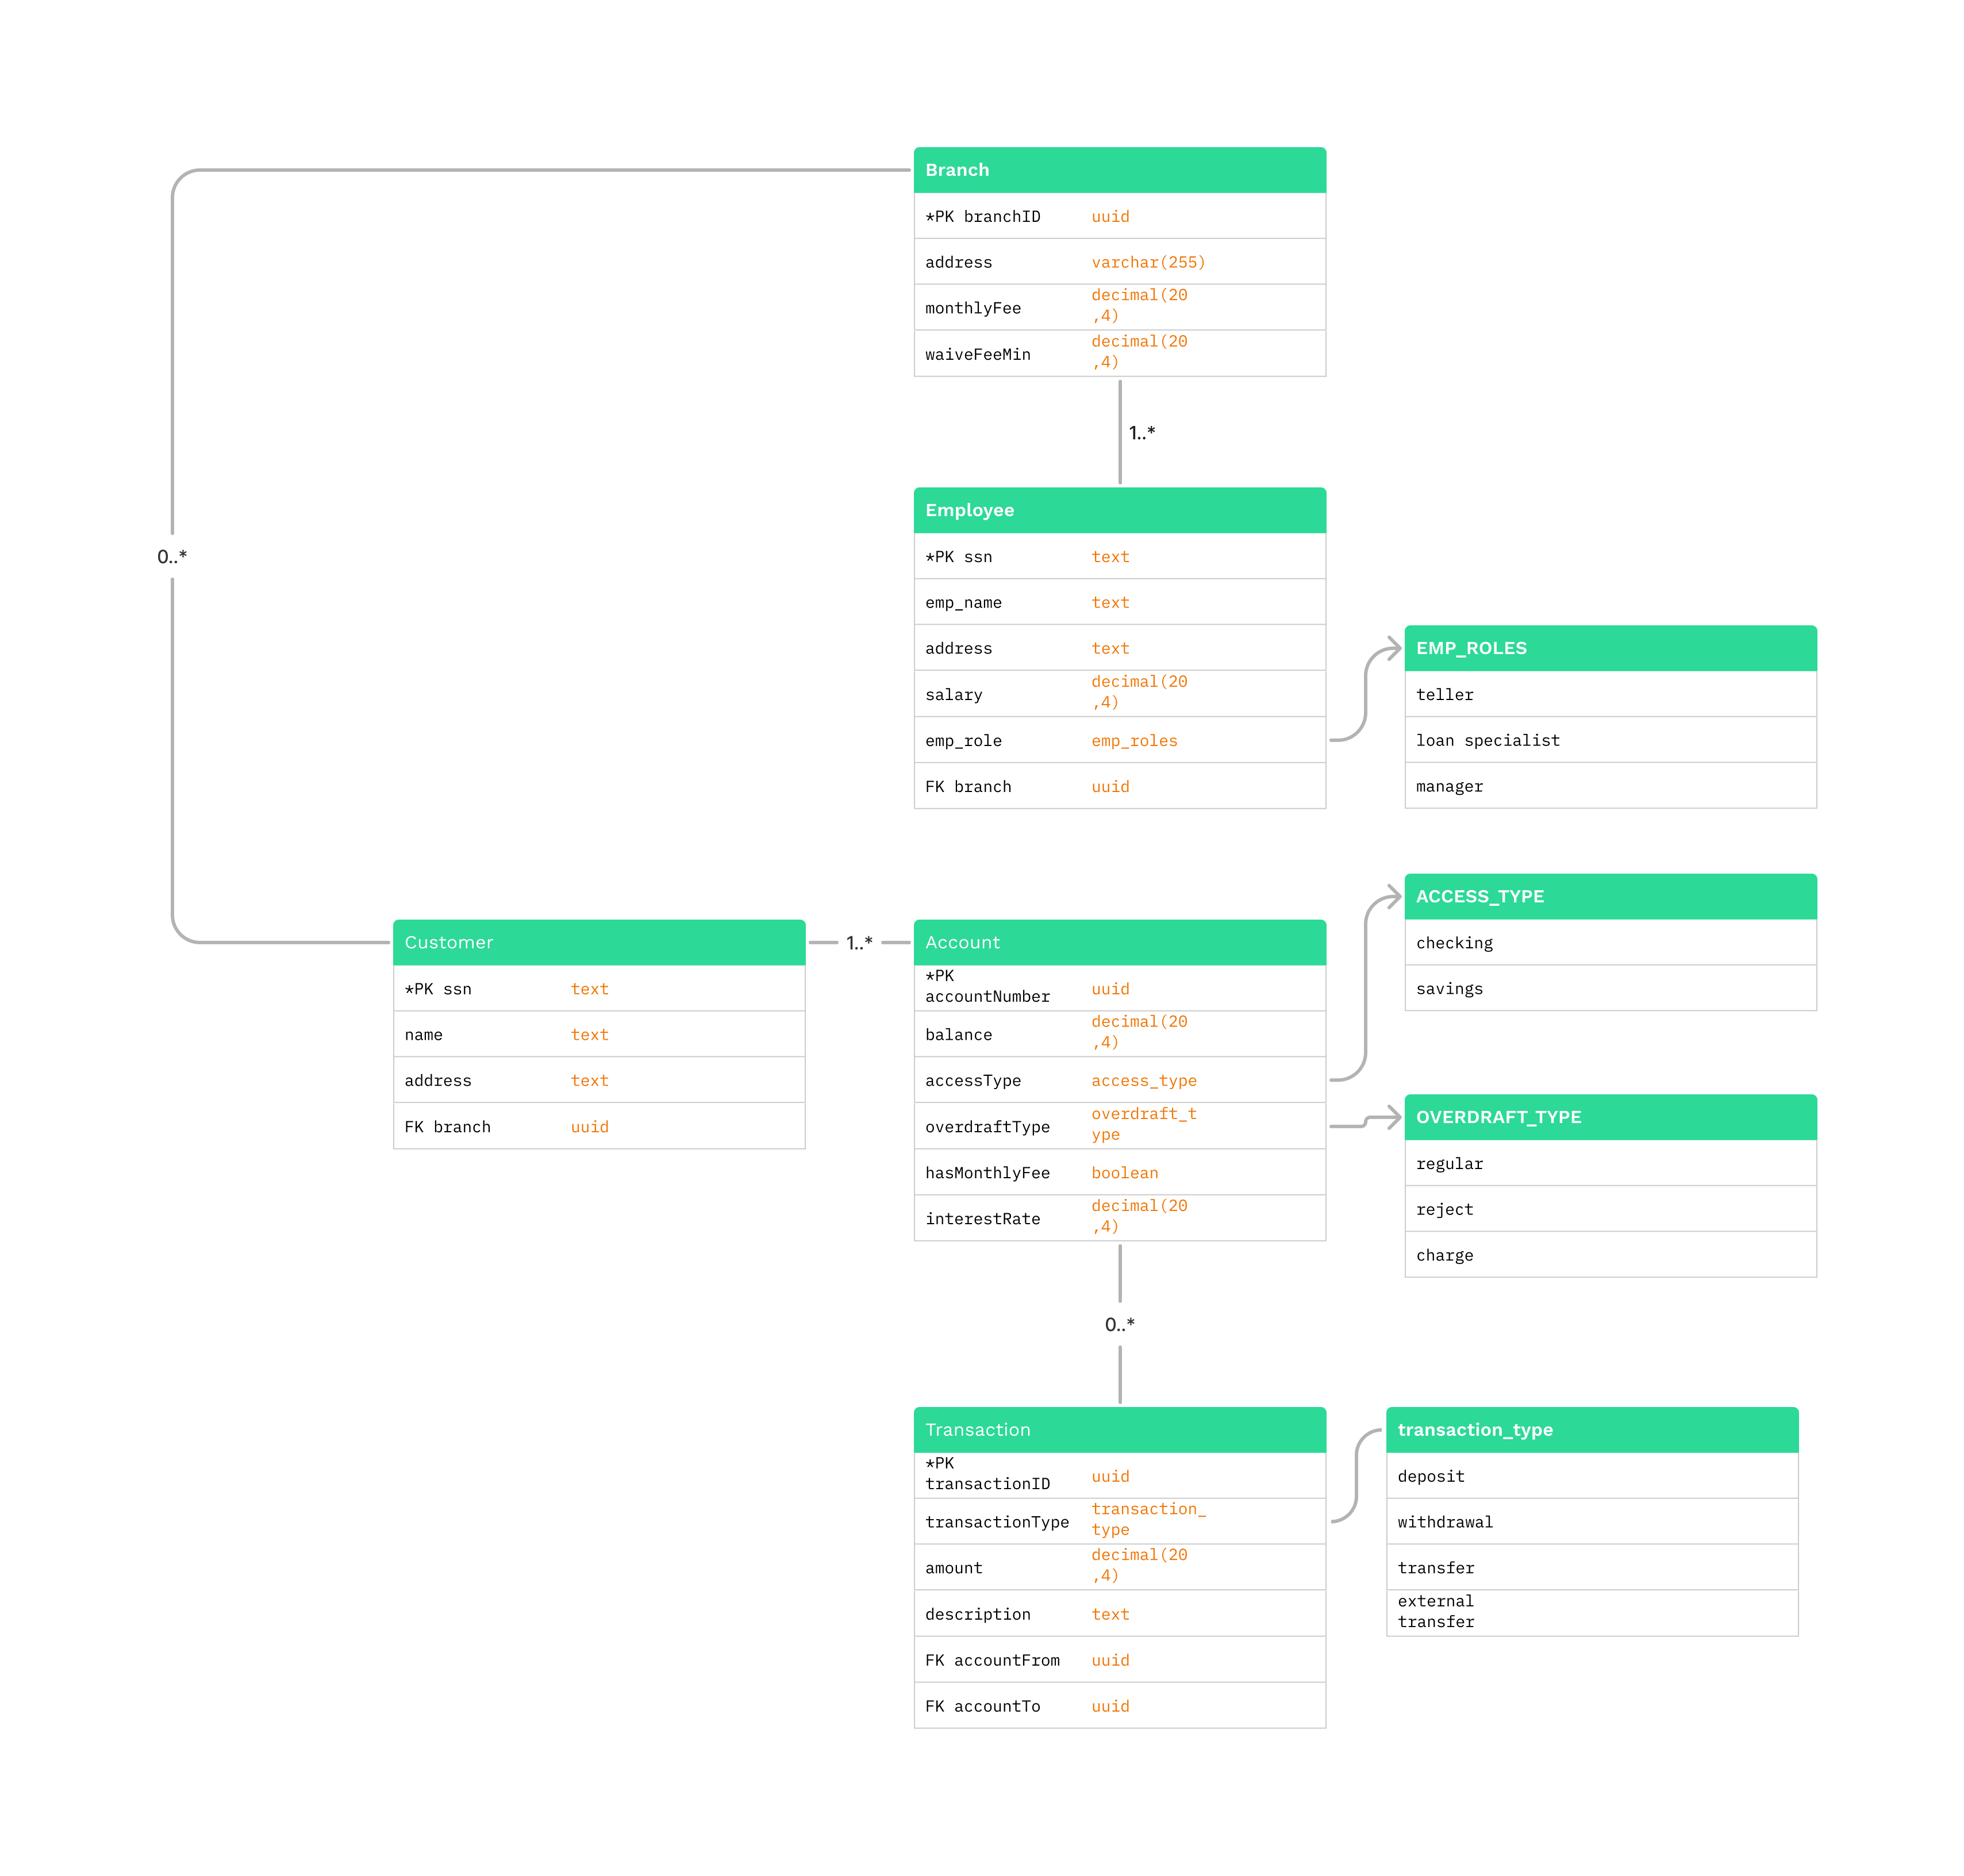 Branch
*PK branchID uuid
address varchar(255)
monthlyFee decimal(20
,4)
waiveFeeMin decimal(20
,4)
1..*
Employee
*PK ssn text
emp_name text
address text
salary decimal(20
,4)
emp_role emp_roles
FK branch uuid
EMP_ROLES
teller
loan specialist
manager
0..*
Customer
*PK ssn text
name text
address text
FK branch uuid
1..*
Account
*PK
accountNumber uuid
balance decimal(20
,4)
accessType access_type
overdraftType overdraft_t
ype
hasMonthlyFee boolean
interestRate decimal(20
,4)
ACCESS_TYPE
checking
savings
OVERDRAFT_TYPE
regular
reject
charge
0..*
Transaction
*PK
transactionID uuid
transactionType transaction_
type
amount decimal(20
,4)
description text
FK accountFrom uuid
FK accountTo uuid
transaction_type
deposit
withdrawal
transfer
external
transfer